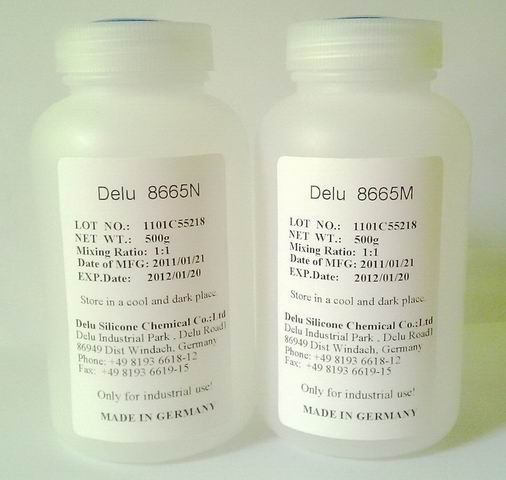 Delu 8665N
LOT NO.: 1101C55218
NET WT.: 500g
Mixing Ratio: 1:1
Date of MFG: 2011/01/21
EXP.Date: 2012/01/20
Store in a cool and dark place.
Delu Silicone Chemical Co.;Ltd
Delu Industrial Park , Delu Road1
86949 Dist Windach, Germany
Phone: +49 8193 6618-12
Fax: +49 8193 6619-15
Only for industrial use!
MADE IN GERMANY
Delu 8665M
LOT NO.: 1101C55218
NET WT.: 500g
Mixing Ratio: 1:1
Date of MFG: 2011/01/21
EXP.Date: 2012/01/20
Store in a cool and dark place.
Delu Silicone Chemical Co.;Ltd
Delu Industrial Park , Delu Road1
86949 Dist Windach, Germany
Phone: +49 8193 6618-12
Fax: +49 8193 6619-15
Only for industrial use!
MADE IN GERMANY